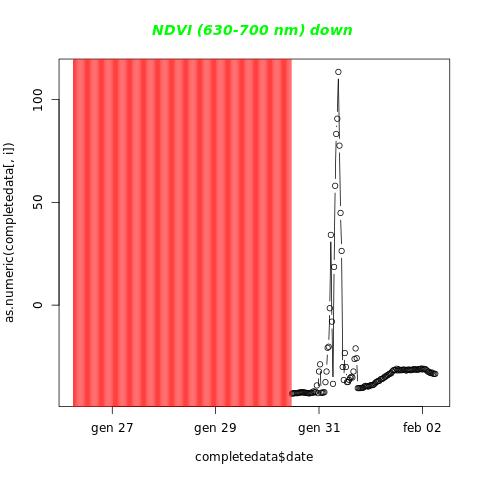 NDVI (630-700 nm) down
as.numeric(completedata[, i])
100
50
0
gen 27
gen 29
gen 31
feb 02
completedata$date